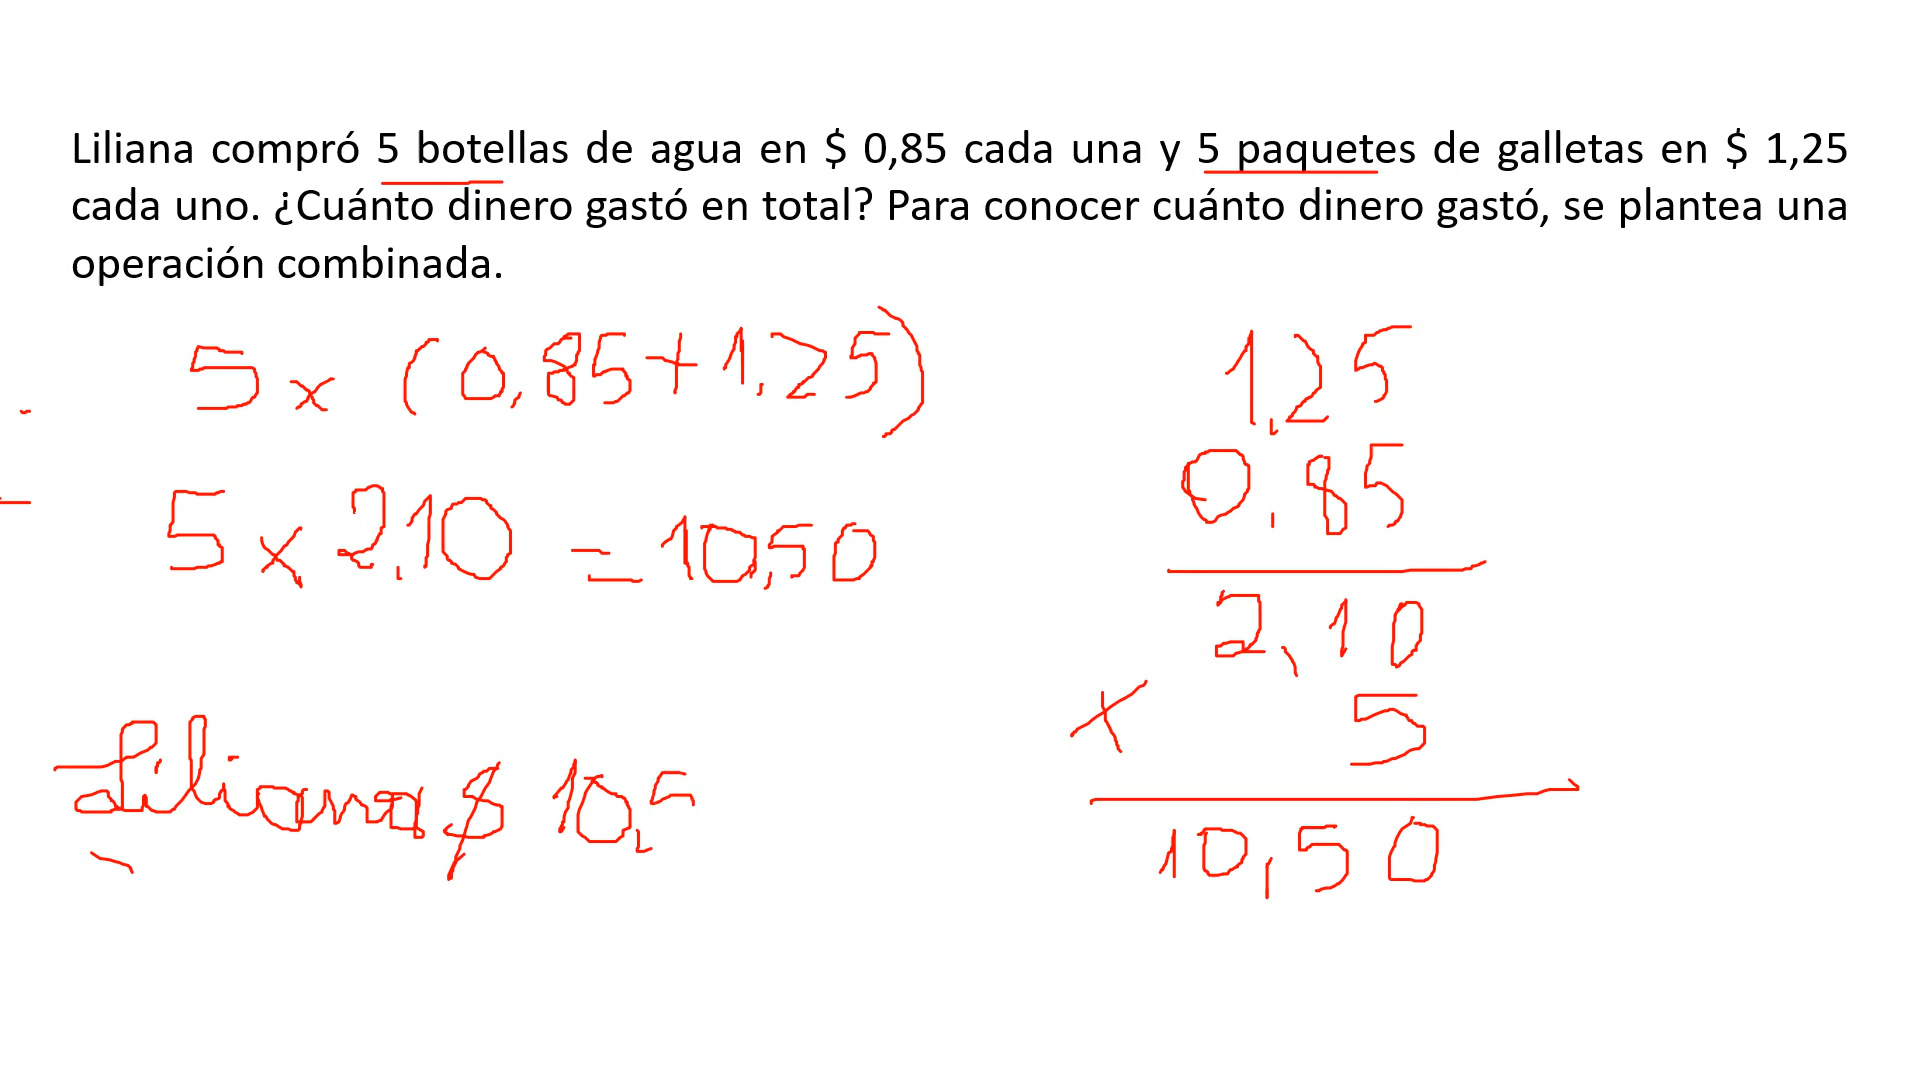 Liliana compró 5 botellas de agua en $ 0,85 cada una y 5 paquetes de galletas en $ 1,25
cada uno. ¿Cuánto dinero gastó en total? Para conocer cuánto dinero gastó, se plantea una
operación combinada.
5 x (0,85+1,25)
5 x 2,10 = 10,50
Liliana $ 10,5
1,25
0,85
2,10
x 5
10,50